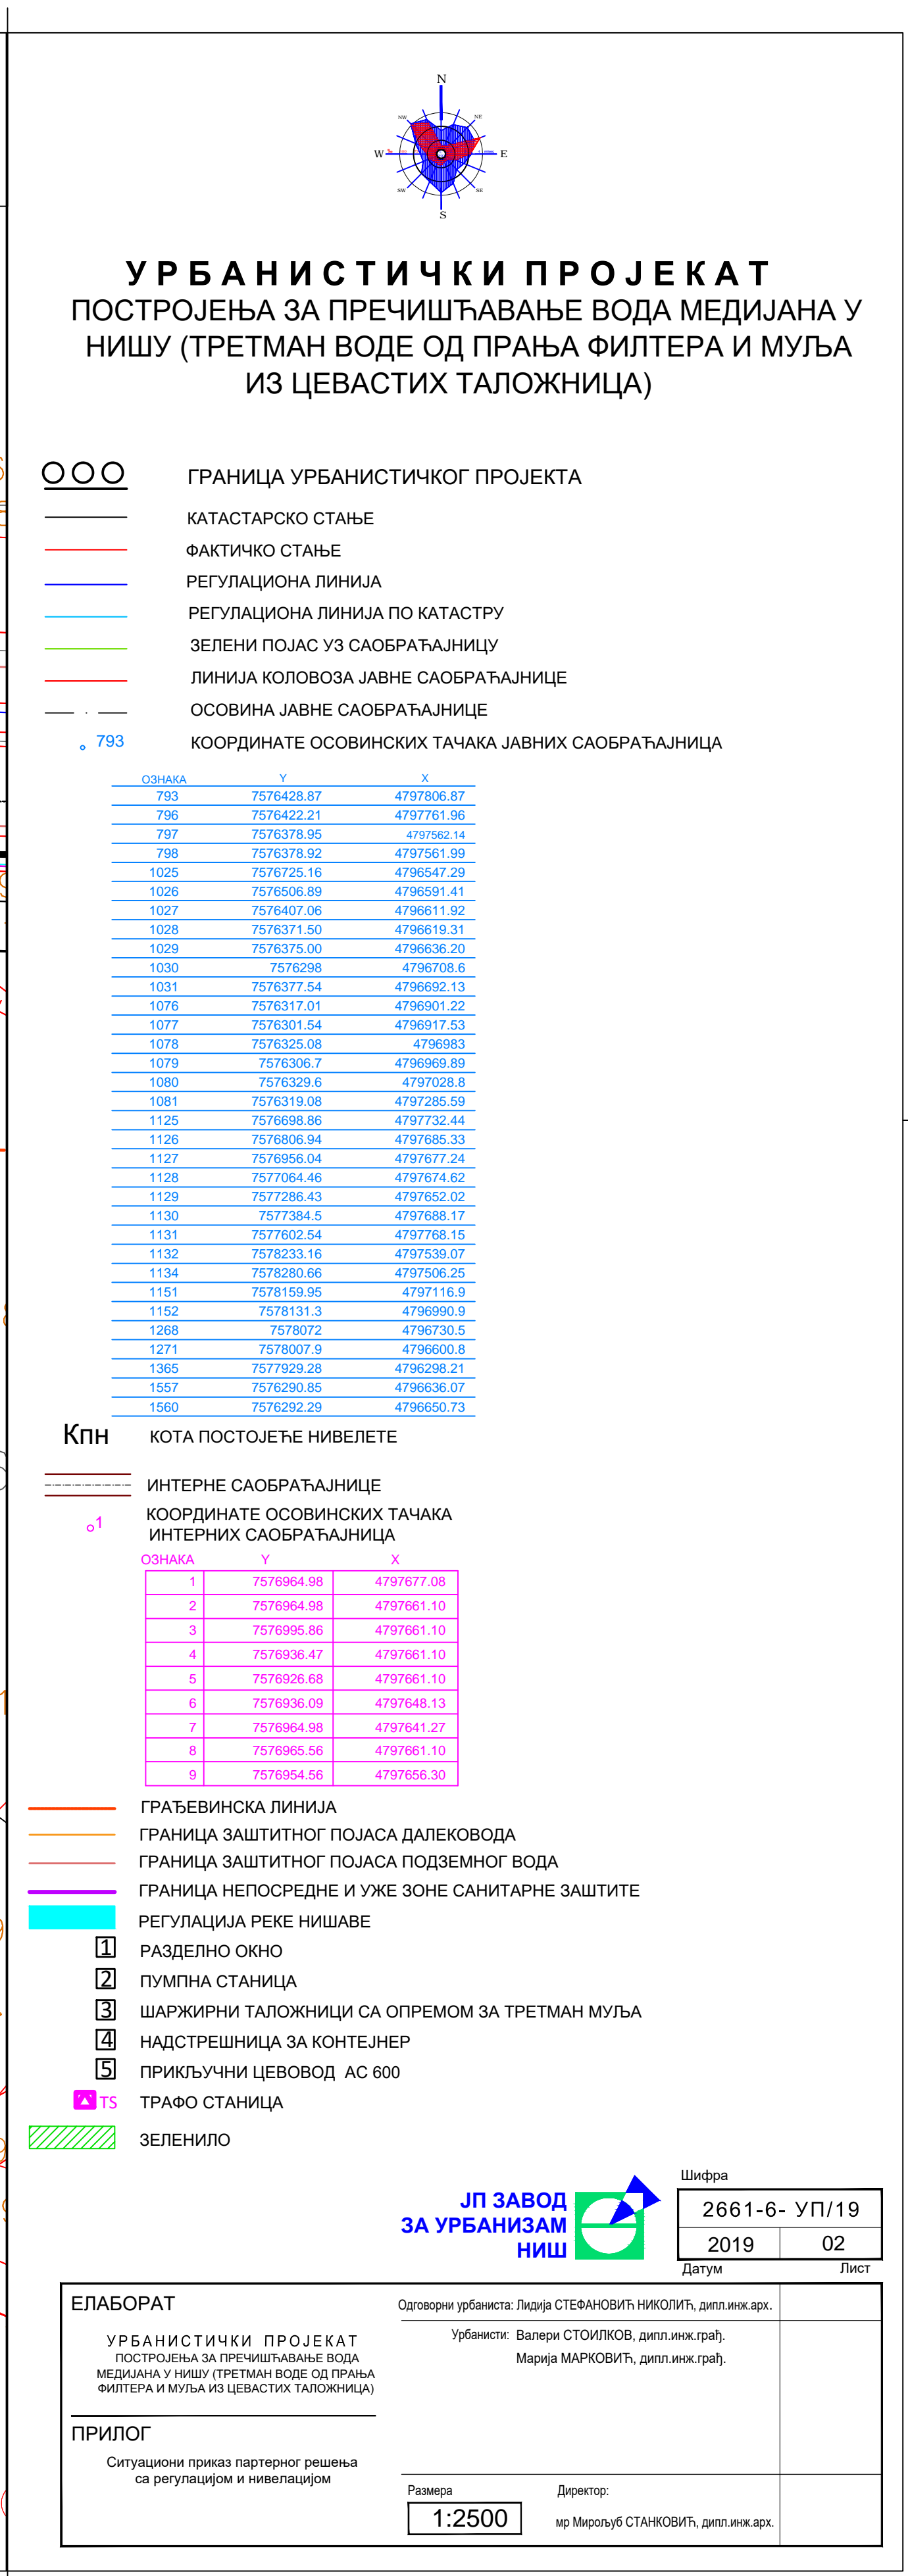 N
NW
NE
W
E
SW
SE
S
УРБАНИСТИЧКИ ПРОЈЕКАТ
ПОСТРОЈЕЊА ЗА ПРЕЧИШЋАВАЊЕ ВОДА МЕДИЈАНА У
НИШУ (ТРЕТМАН ВОДЕ ОД ПРАЊА ФИЛТЕРА И МУЉА
ИЗ ЦЕВАСТИХ ТАЛОЖНИЦА)
ГРАНИЦА УРБАНИСТИЧКОГ ПРОЈЕКТА
КАТАСТАРСКО СТАЊЕ
ФАКТИЧКО СТАЊЕ
РЕГУЛАЦИОНА ЛИНИЈА
РЕГУЛАЦИОНА ЛИНИЈА ПО КАТАСТРУ
ЗЕЛЕНИ ПОЈАС УЗ САОБРАЋАЈНИЦУ
ЛИНИЈА КОЛОВОЗА ЈАВНЕ САОБРАЋАЈНИЦЕ
ОСОВИНА ЈАВНЕ САОБРАЋАЈНИЦЕ
793 КООРДИНАТЕ ОСОВИНСКИХ ТАЧАКА ЈАВНИХ САОБРАЋАЈНИЦА
ОЗНАКА Y X
793 7576428.87 4797806.87
796 7576422.21 4797761.96
797 7576378.95 4797562.14
798 7576378.92 4797561.99
1025 7576725.16 4796547.29
1026 7576506.89 4796591.41
1027 7576407.06 4796611.92
1028 7576371.50 4796619.31
1029 7576375.00 4796636.20
1030 7576298 4796708.6
1031 7576377.54 4796692.13
1076 7576317.01 4796901.22
1077 7576301.54 4796917.53
1078 7576325.08 4796983
1079 7576306.7 4796969.89
1080 7576329.6 4797028.8
1081 7576319.08 4797285.59
1125 7576698.86 4797732.44
1126 7576806.94 4797685.33
1127 7576956.04 4797677.24
1128 7577064.46 4797674.62
1129 7577286.43 4797652.02
1130 7577384.5 4797688.17
1131 7577602.54 4797768.15
1132 7578233.16 4797539.07
1134 7578280.66 4797506.25
1151 7578159.95 4797116.9
1152 7578131.3 4796990.9
1268 7578072 4796730.5
1271 7578007.9 4796600.8
1365 7577929.28 4796298.21
1557 7576290.85 4796636.07
1560 7576292.29 4796650.73
Кпн КОТА ПОСТОЈЕЋЕ НИВЕЛЕТЕ
ИНТЕРНЕ САОБРАЋАЈНИЦЕ
1 КООРДИНАТЕ ОСОВИНСКИХ ТАЧАКА
ИНТЕРНИХ САОБРАЋАЈНИЦА
ОЗНАКА Y X
1 7576964.98 4797677.08
2 7576964.98 4797661.10
3 7576995.86 4797661.10
4 7576936.47 4797661.10
5 7576926.68 4797661.10
6 7576936.09 4797648.13
7 7576964.98 4797641.27
8 7576965.56 4797661.10
9 7576954.56 4797656.30
ГРАЂЕВИНСКА ЛИНИЈА
ГРАНИЦА ЗАШТИТНОГ ПОЈАСА ДАЛЕКОВОДА
ГРАНИЦА ЗАШТИТНОГ ПОЈАСА ПОДЗЕМНОГ ВОДА
ГРАНИЦА НЕПОСРЕДНЕ И УЖЕ ЗОНЕ САНИТАРНЕ ЗАШТИТЕ
РЕГУЛАЦИЈА РЕКЕ НИШАВЕ
1 РАЗДЕЛНО ОКНО
2 ПУМПНА СТАНИЦА
3 ШАРЖИРНИ ТАЛОЖНИЦИ СА ОПРЕМОМ ЗА ТРЕТМАН МУЉА
4 НАДСТРЕШНИЦА ЗА КОНТЕЈНЕР
5 ПРИКЉУЧНИ ЦЕВОВОД АС 600
TS ТРАФО СТАНИЦА
ЗЕЛЕНИЛО
ЈП ЗАВОД
ЗА УРБАНИЗАМ
НИШ
Шифра
2661-6- УП/19
2019 02
Датум Лист
ЕЛАБОРАТ
УРБАНИСТИЧКИ ПРОЈЕКАТ
ПОСТРОЈЕЊА ЗА ПРЕЧИШЋАВАЊЕ ВОДА
МЕДИЈАНА У НИШУ (ТРЕТМАН ВОДЕ ОД ПРАЊА
ФИЛТЕРА И МУЉА ИЗ ЦЕВАСТИХ ТАЛОЖНИЦА)
ПРИЛОГ
Ситуациони приказ партерног решења
са регулацијом и нивелацијом
Одговорни урбаниста: Лидија СТЕФАНОВИЋ НИКОЛИЋ, дипл.инж.арх.
Урбанисти: Валери СТОИЛКОВ, дипл.инж.грађ.
Марија МАРКОВИЋ, дипл.инж.грађ.
Размера
1:2500
Директор:
мр Мирољуб СТАНКОВИЋ, дипл.инж.арх.